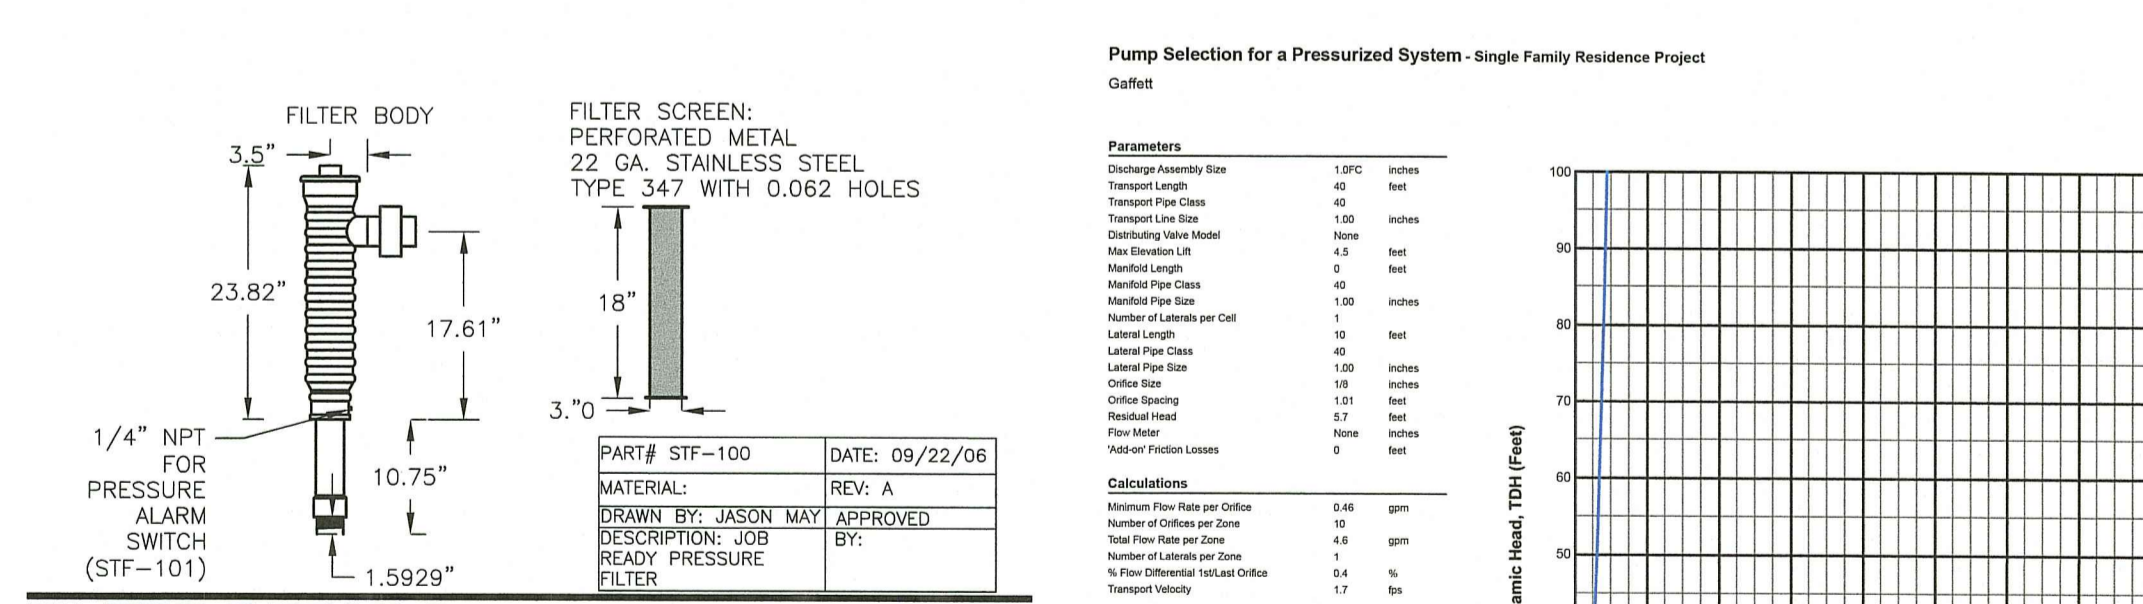 FILTER BODY
3.5"
23.82"
17.61"
10.75"
1.5929"
1/4" NPT
FOR
PRESSURE
ALARM
SWITCH
(STF-101)
FILTER SCREEN:
PERFORATED METAL
22 GA. STAINLESS STEEL
TYPE 347 WITH 0.062 HOLES
18"
3."0
PART# STF-100 DATE: 09/22/06
MATERIAL: REV: A
DRAWN BY: JASON MAY APPROVED
DESCRIPTION: JOB BY:
READY PRESSURE
FILTER
Pump Selection for a Pressurized System - Single Family Residence Project
Gaffett
Parameters
Discharge Assembly Size 1.0FC inches
Transport Length 40 feet
Transport Pipe Class 40
Transport Line Size 1.00 inches
Distributing Valve Model None
Max Elevation Lift 4.5 feet
Manifold Length 0 feet
Manifold Pipe Class 40
Manifold Pipe Size 1.00 inches
Number of Laterals per Cell 1
Lateral Length 10 feet
Lateral Pipe Class 40
Lateral Pipe Size 1.00 inches
Orifice Size 1/8 inches
Orifice Spacing 1.01 feet
Residual Head 5.7 feet
Flow Meter None inches
'Add-on' Friction Losses 0 feet
Calculations
Minimum Flow Rate per Orifice 0.46 gpm
Number of Orifices per Zone 10
Total Flow Rate per Zone 4.6 gpm
Number of Laterals per Zone 1
% Flow Differential 1st/Last Orifice 0.4 %
Transport Velocity 1.7 fps
100
90
80
70
60
50
amic Head, TDH (Feet)